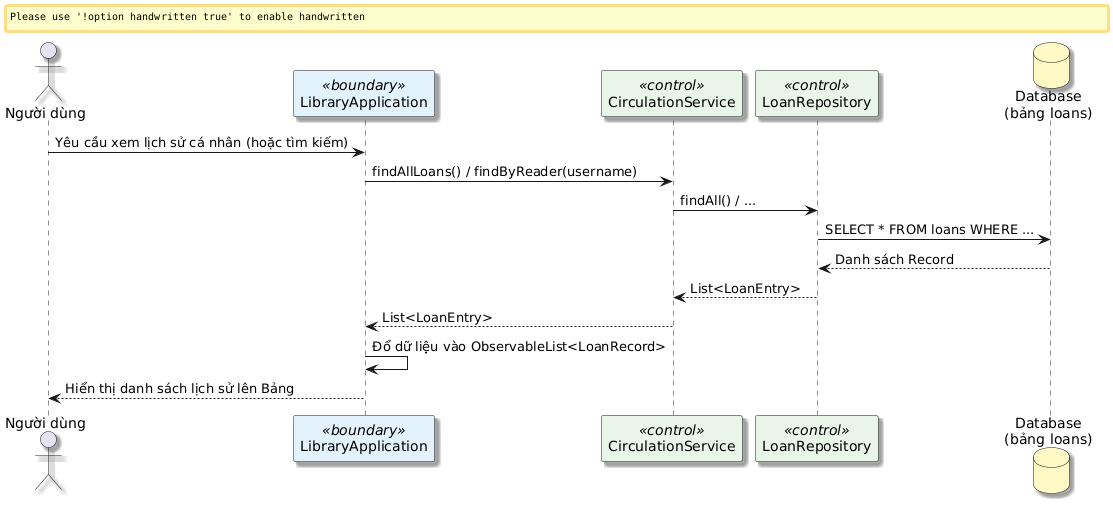 Please use '!option handwritten true' to enable handwritten
Người dùng
«boundary»
LibraryApplication
«control»
CirculationService
«control»
LoanRepository
Database
(bảng loans)
Yêu cầu xem lịch sử cá nhân (hoặc tìm kiếm)
findAllLoans() / findByReader(username)
findAll() / ...
SELECT * FROM loans WHERE ...
Danh sách Record
List<LoanEntry>
List<LoanEntry>
Đổ dữ liệu vào ObservableList<LoanRecord>
Hiển thị danh sách lịch sử lên Bảng
Người dùng
«boundary»
LibraryApplication
«control»
CirculationService
«control»
LoanRepository
Database
(bảng loans)